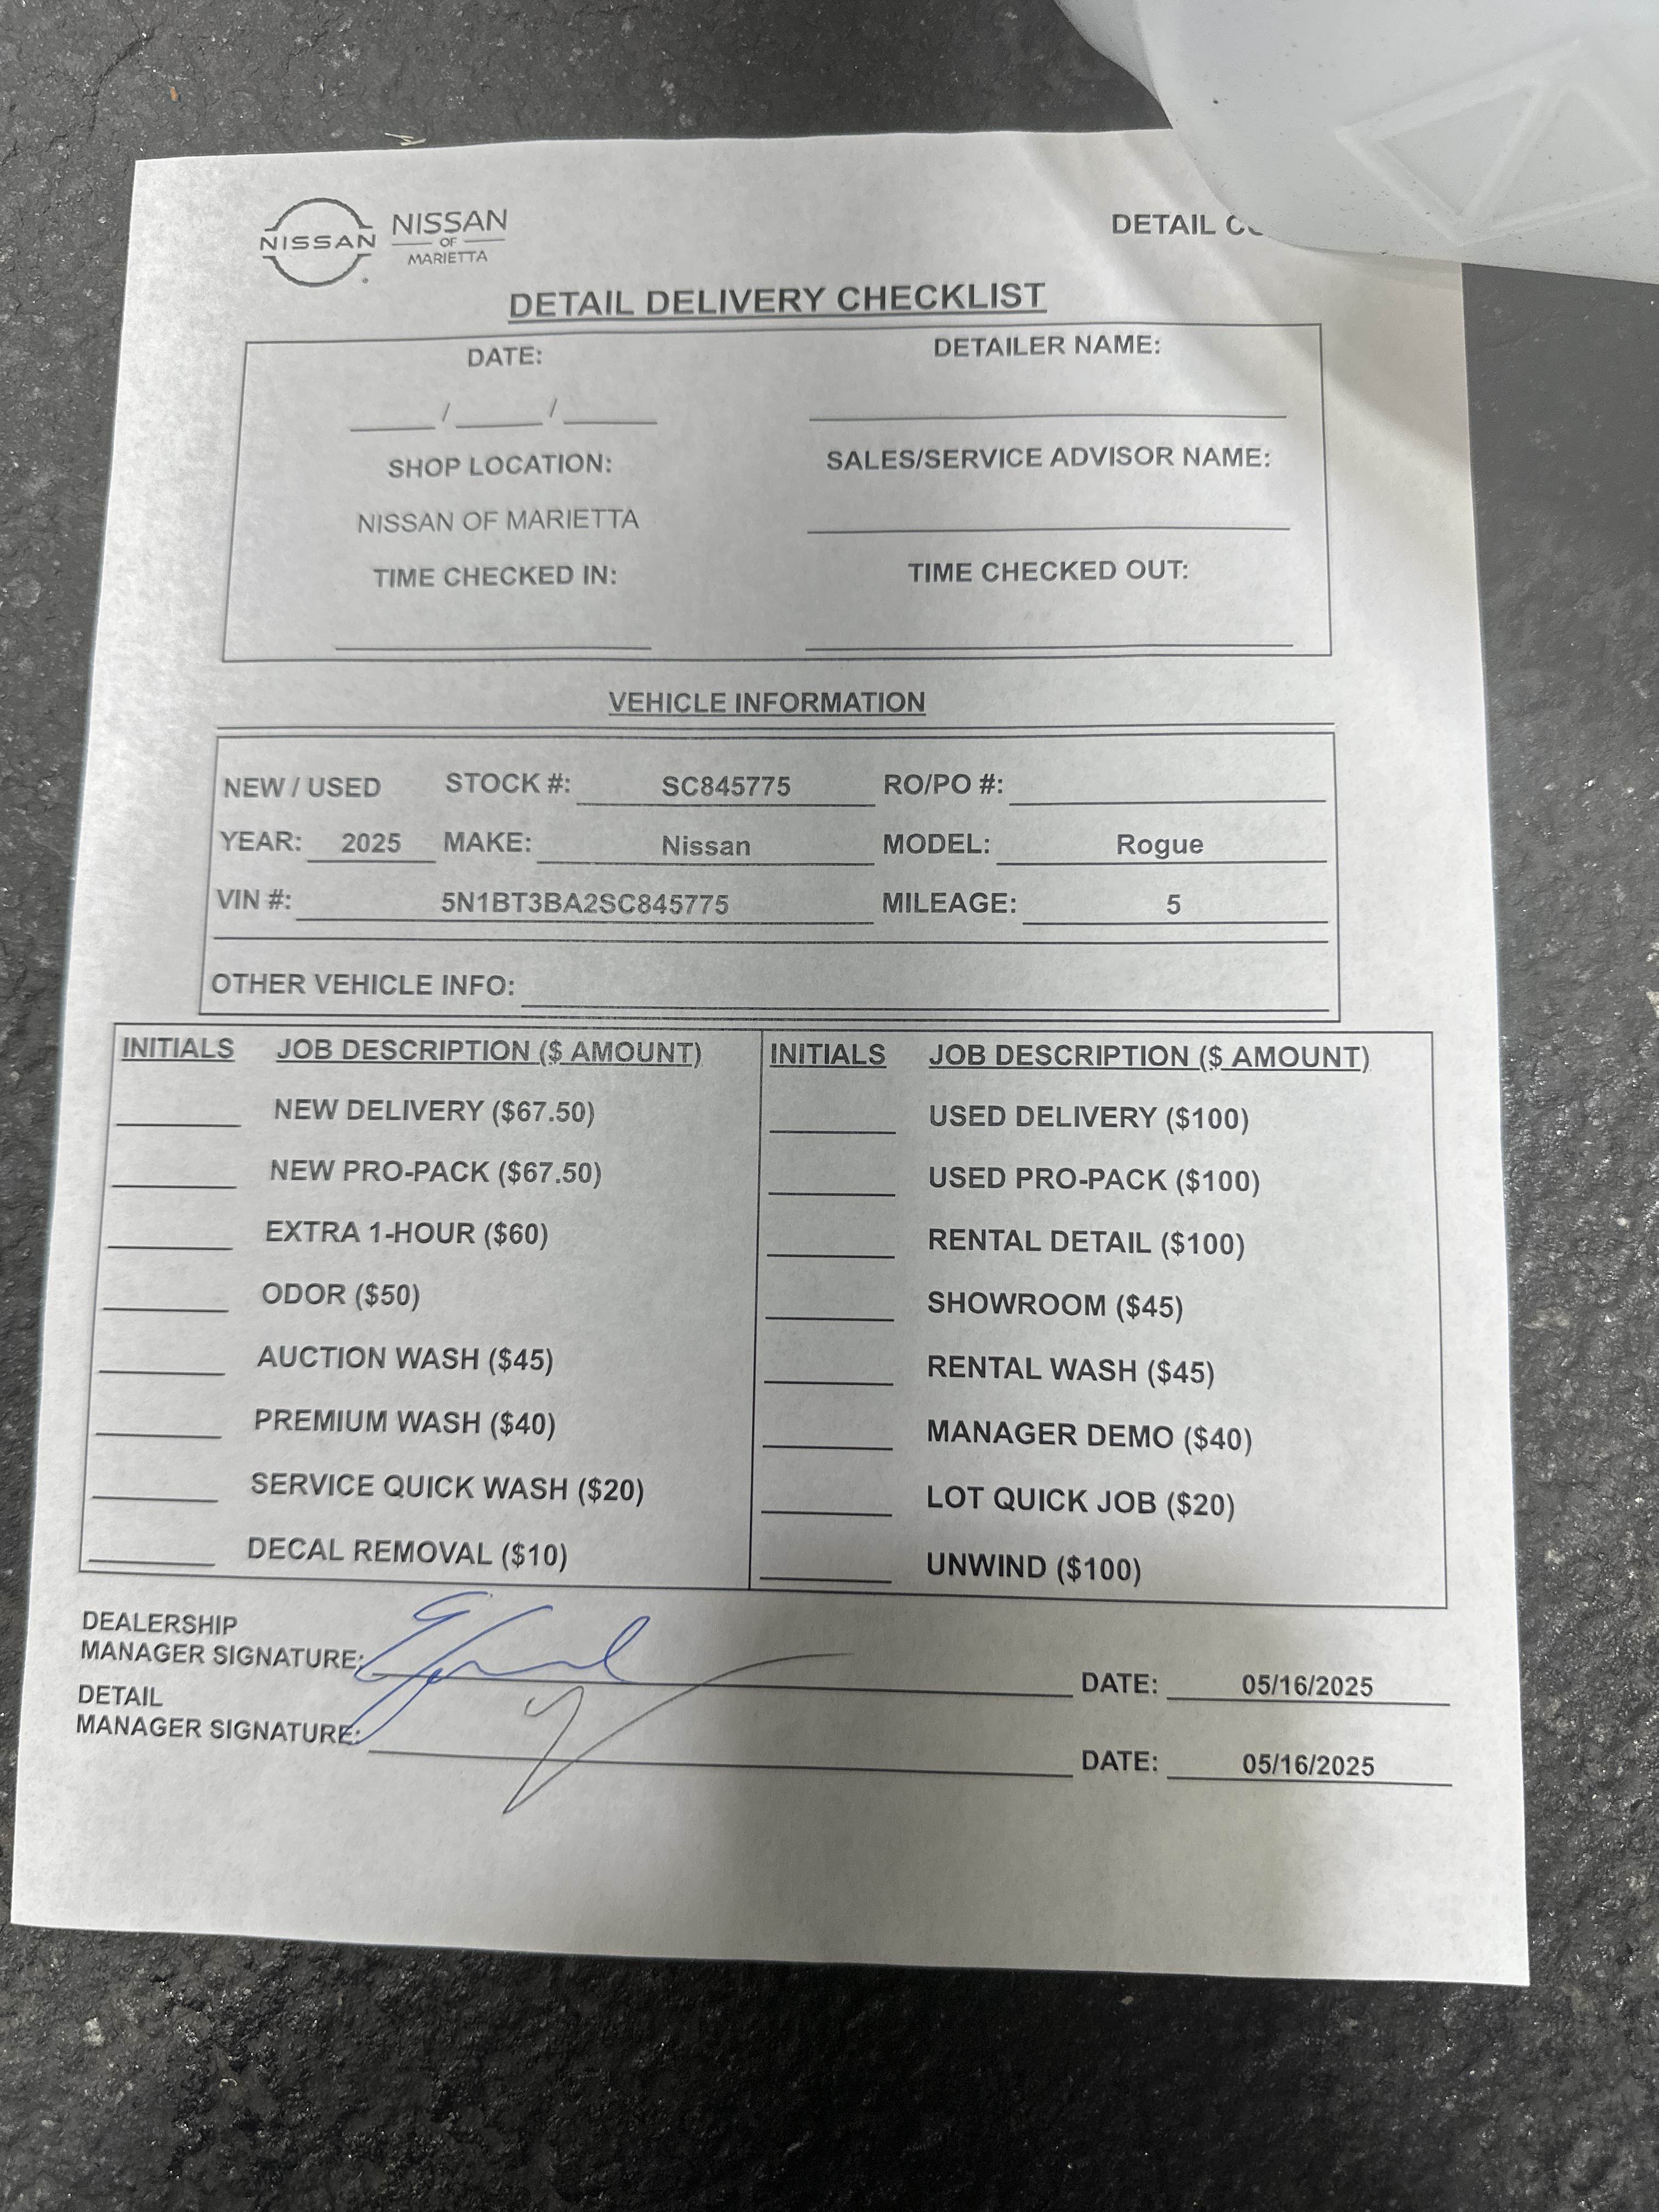 NISSAN
NISSAN
OF
MARIETTA
DETAIL
DETAIL DELIVERY CHECKLIST
DATE: DETAILER NAME:
____/____/____
SHOP LOCATION: SALES/SERVICE ADVISOR NAME:
NISSAN OF MARIETTA
TIME CHECKED IN: TIME CHECKED OUT:
VEHICLE INFORMATION
NEW / USED STOCK #: SC845775 RO/PO #:
YEAR: 2025 MAKE: Nissan MODEL: Rogue
VIN #: 5N1BT3BA2SC845775 MILEAGE: 5
OTHER VEHICLE INFO:
INITIALS JOB DESCRIPTION ($ AMOUNT) INITIALS JOB DESCRIPTION ($ AMOUNT)
NEW DELIVERY ($67.50) USED DELIVERY ($100)
NEW PRO-PACK ($67.50) USED PRO-PACK ($100)
EXTRA 1-HOUR ($60) RENTAL DETAIL ($100)
ODOR ($50) SHOWROOM ($45)
AUCTION WASH ($45) RENTAL WASH ($45)
PREMIUM WASH ($40) MANAGER DEMO ($40)
SERVICE QUICK WASH ($20) LOT QUICK JOB ($20)
DECAL REMOVAL ($10) UNWIND ($100)
DEALERSHIP
MANAGER SIGNATURE: DATE: 05/16/2025
DETAIL
MANAGER SIGNATURE: DATE: 05/16/2025